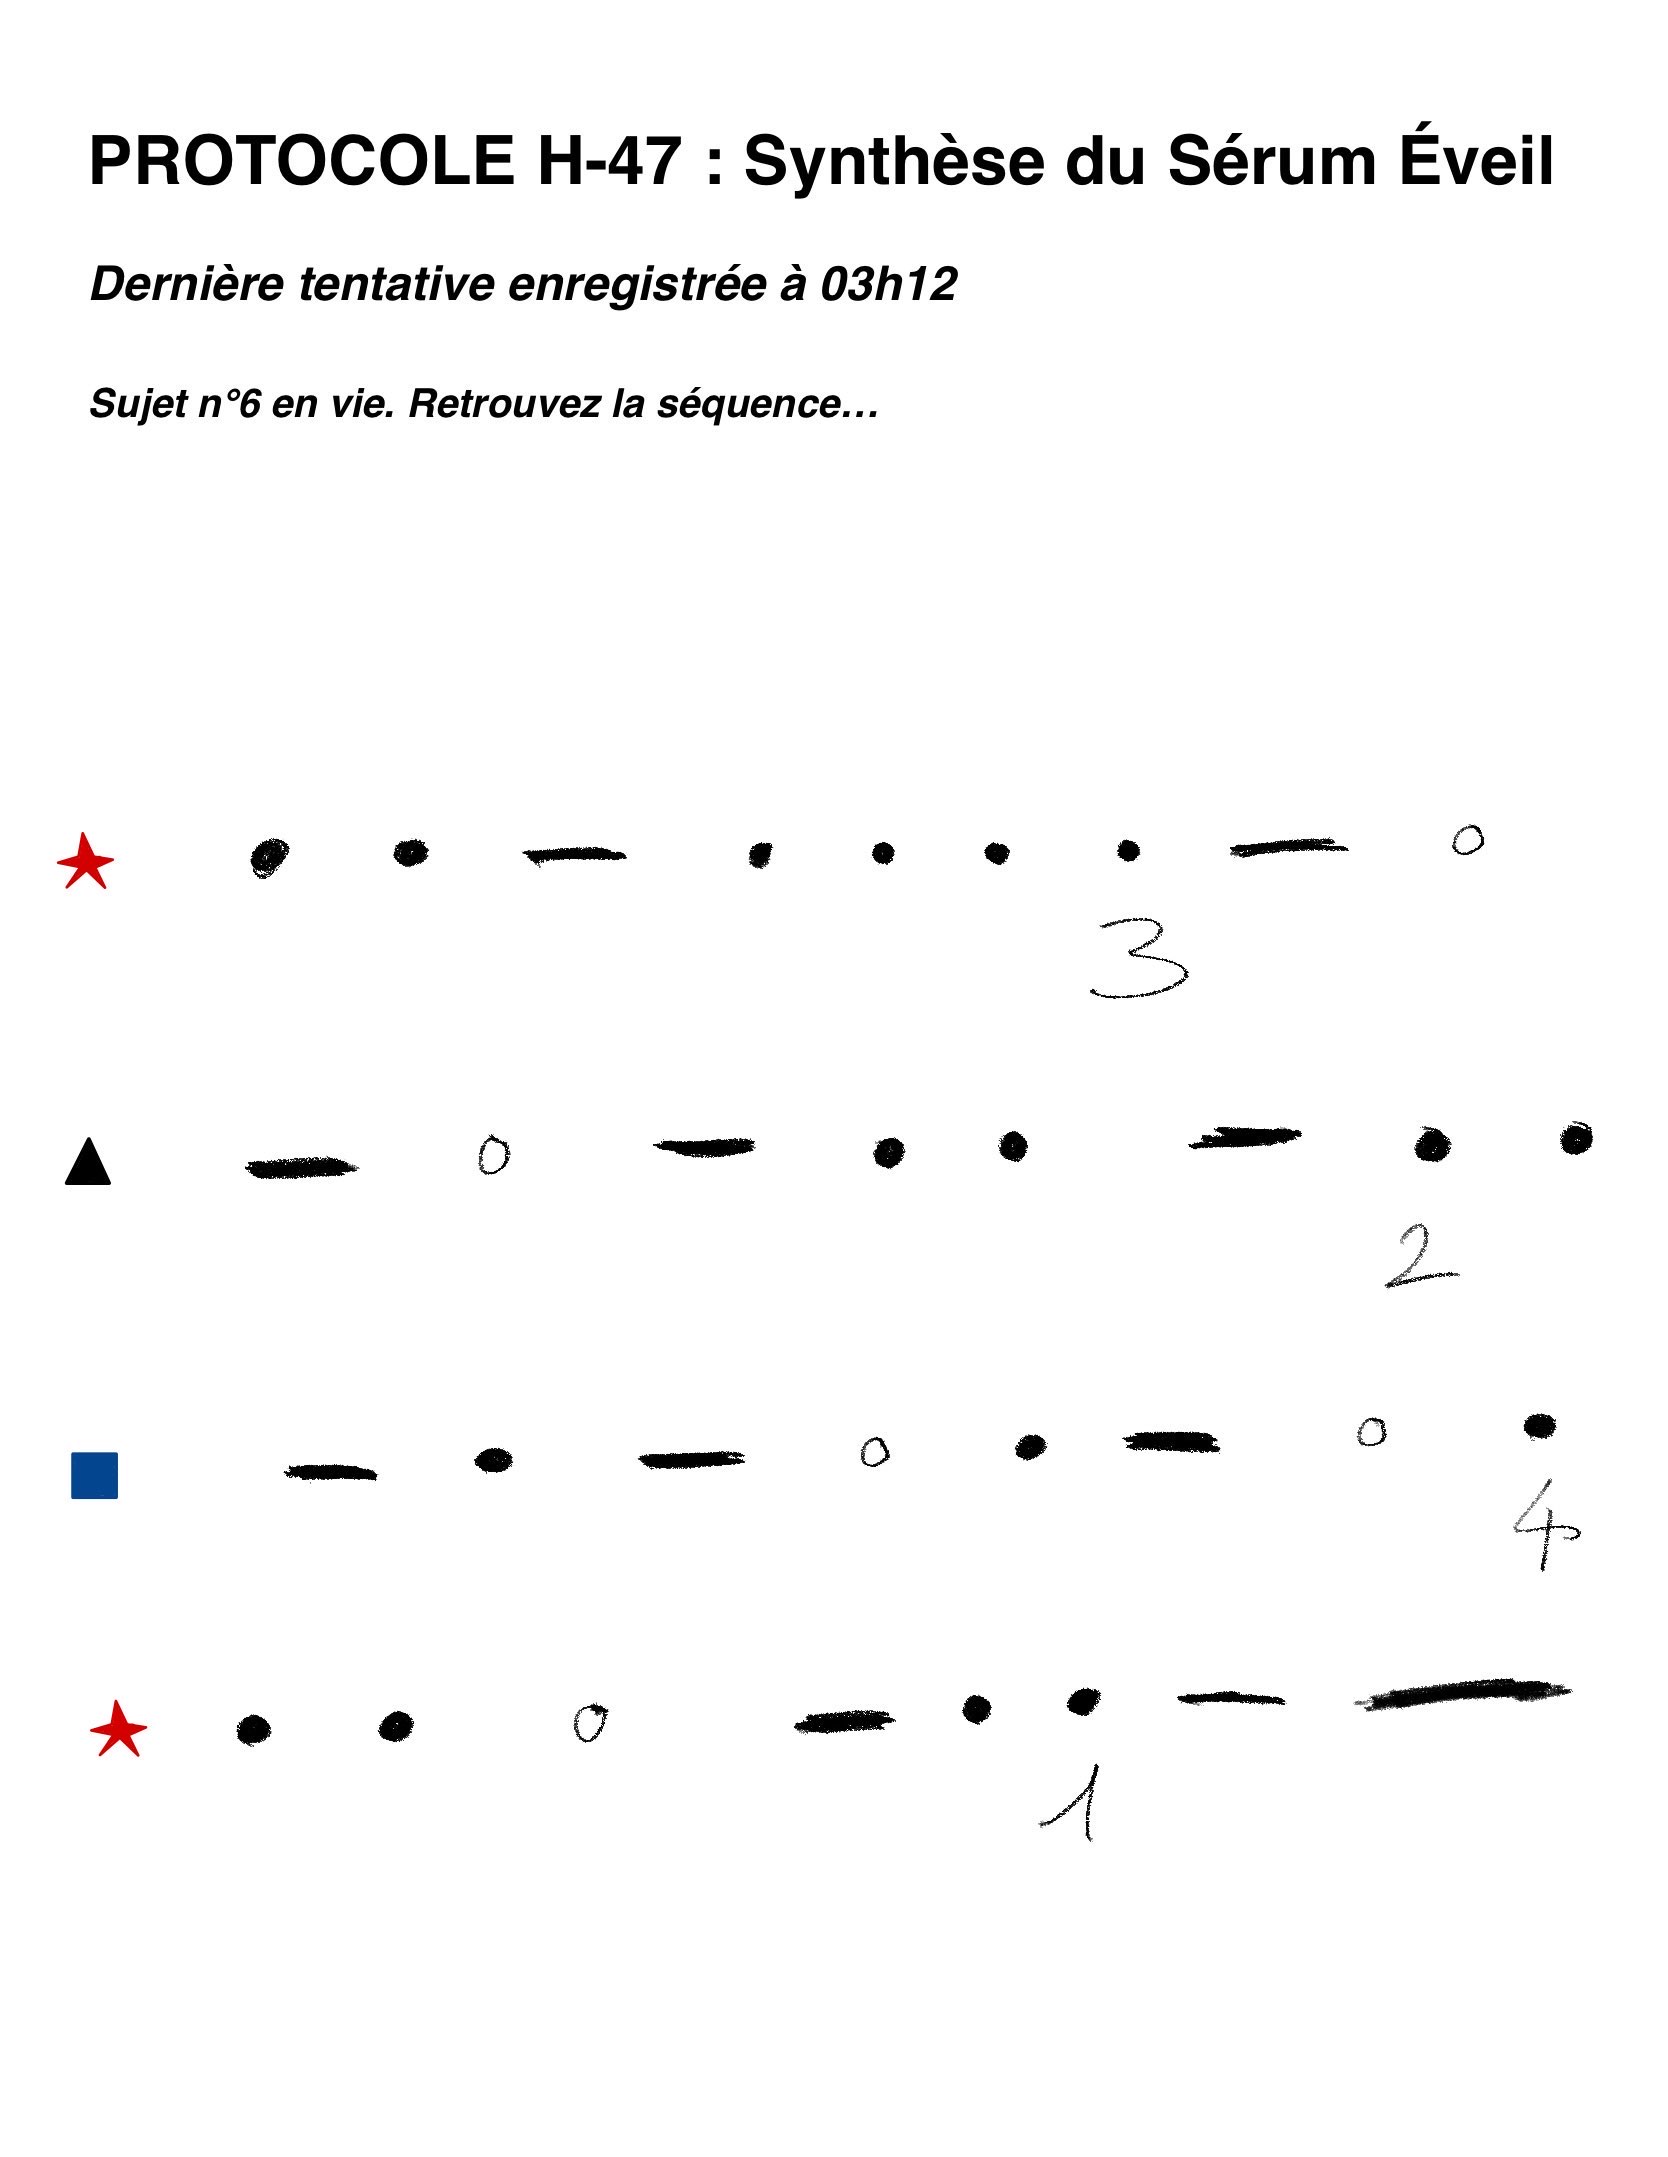 PROTOCOLE H-47 : Synthèse du Sérum Éveil
Dernière tentative enregistrée à 03h12
Sujet n°6 en vie. Retrouvez la séquence…
3
2
4
1